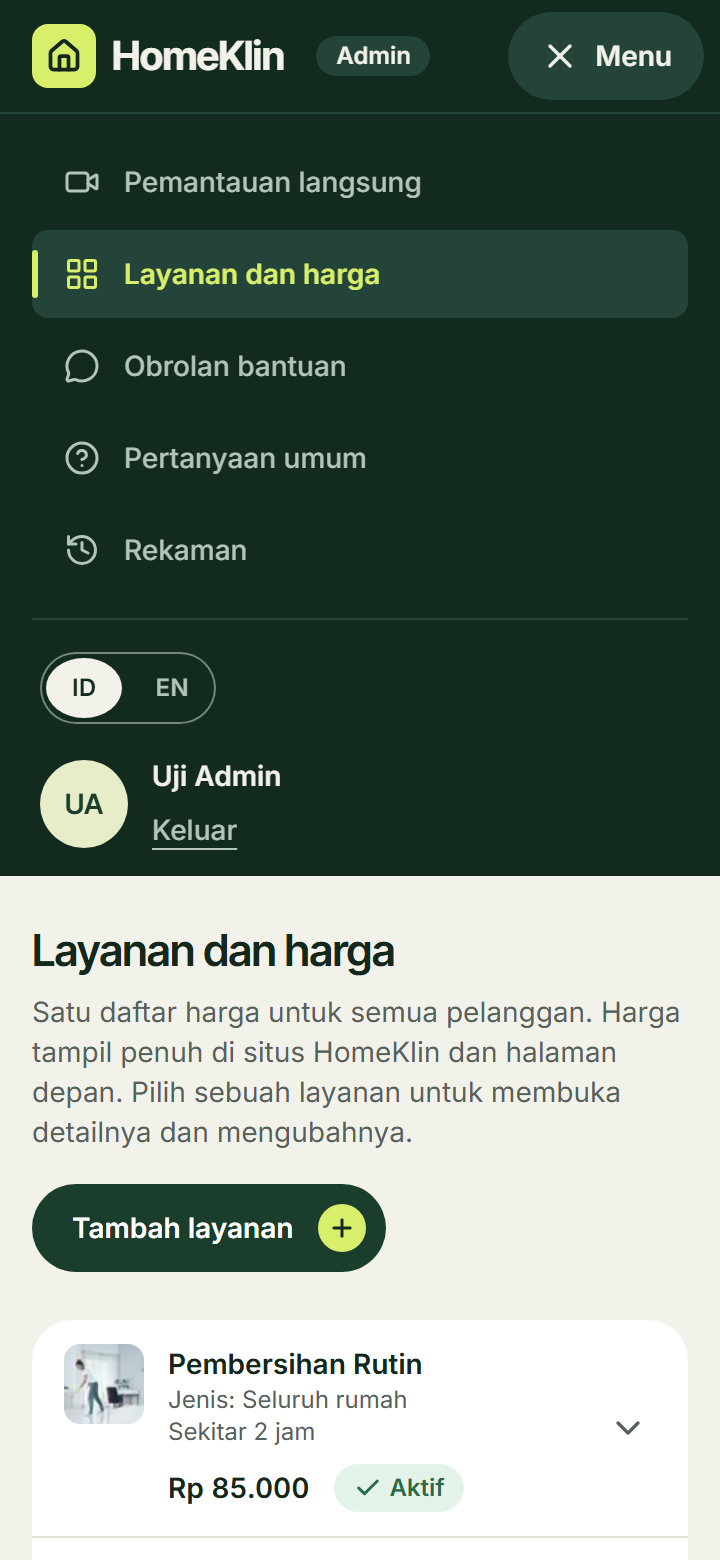 HomeKlin
Admin
Menu
Pemantauan langsung
Layanan dan harga
Obrolan bantuan
Pertanyaan umum
Rekaman
ID
EN
UA
Uji Admin
Keluar
Layanan dan harga
Satu daftar harga untuk semua pelanggan. Harga
tampil penuh di situs HomeKlin dan halaman
depan. Pilih sebuah layanan untuk membuka
detailnya dan mengubahnya.
Tambah layanan
Pembersihan Rutin
Jenis: Seluruh rumah
Sekitar 2 jam
Rp 85.000
Aktif